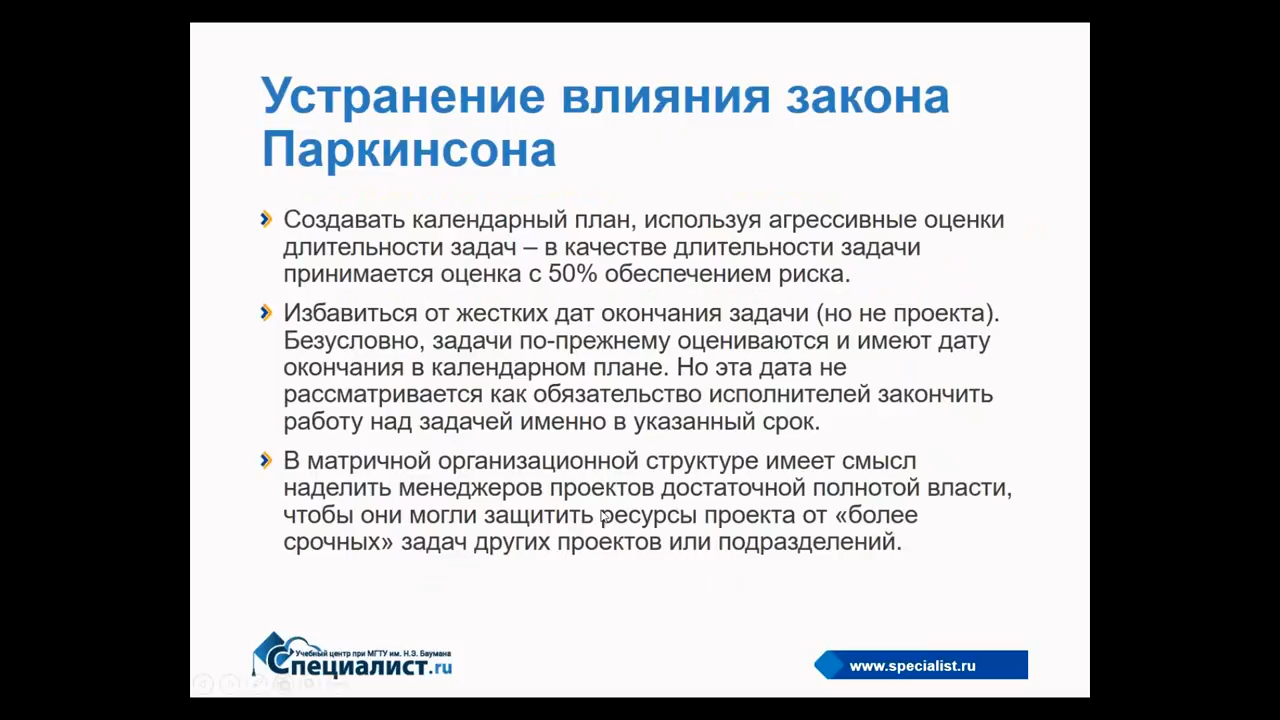 Устранение влияния закона
Паркинсона
Создавать календарный план, используя агрессивные оценки
длительности задач – в качестве длительности задачи
принимается оценка с 50% обеспечением риска.
Избавиться от жестких дат окончания задачи (но не проекта).
Безусловно, задачи по-прежнему оцениваются и имеют дату
окончания в календарном плане. Но эта дата не
рассматривается как обязательство исполнителей закончить
работу над задачей именно в указанный срок.
В матричной организационной структуре имеет смысл
наделить менеджеров проектов достаточной полнотой власти,
чтобы они могли защитить ресурсы проекта от «более
срочных» задач других проектов или подразделений.
Учебный центр при МГТУ им. Н.Э. Баумана
Специалист.ru
www.specialist.ru